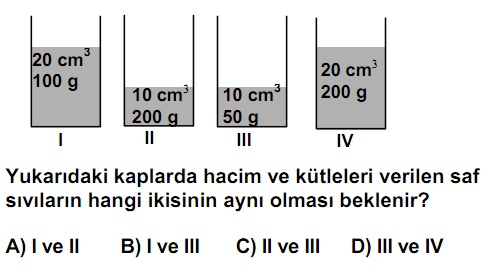 20 cm³
100 g
10 cm³
200 g
10 cm³
50 g
20 cm³
200 g
I
II
III
IV
Yukarıdaki kaplarda hacim ve kütleleri verilen saf
sıvıların hangi ikisinin aynı olması beklenir?
A) I ve II B) I ve III C) II ve III D) III ve IV